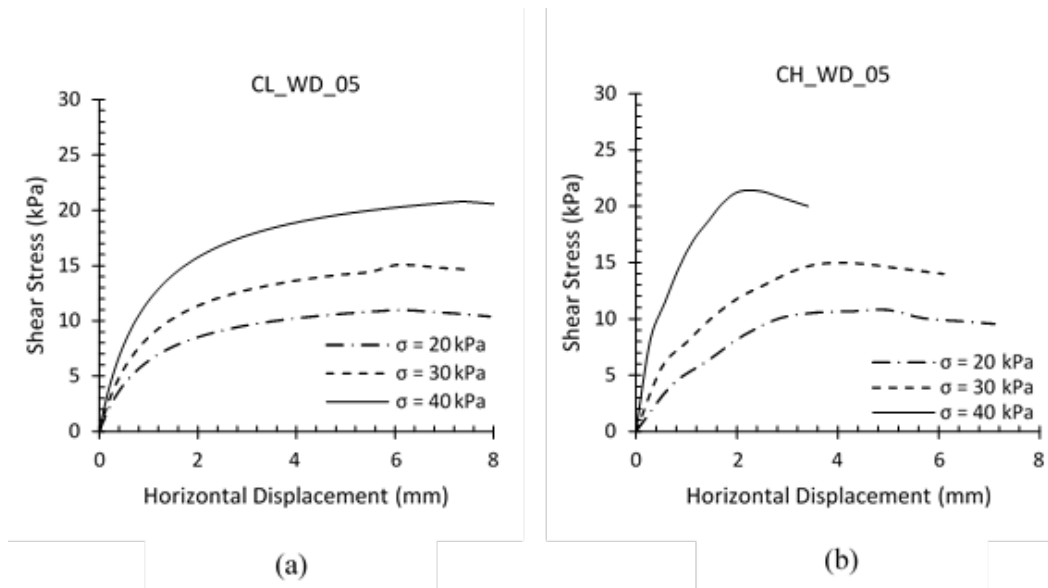 CL_WD_05
30
25
20
15
10
5
0
Shear Stress (kPa)
σ = 20 kPa
σ = 30 kPa
σ = 40 kPa
0 2 4 6 8
Horizontal Displacement (mm)
(a)
CH_WD_05
30
25
20
15
10
5
0
Shear Stress (kPa)
σ = 20 kPa
σ = 30 kPa
σ = 40 kPa
0 2 4 6 8
Horizontal Displacement (mm)
(b)